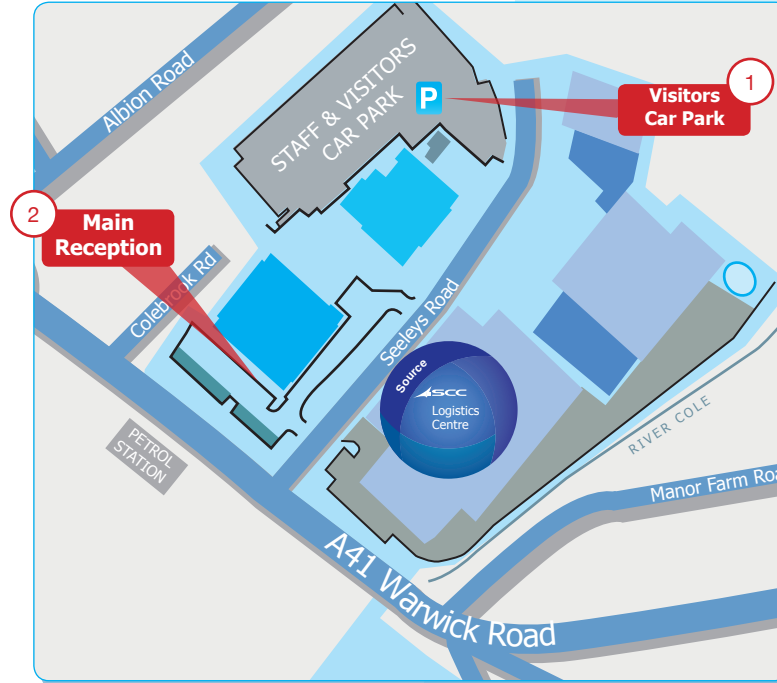 Albion Road
STAFF & VISITORS
CAR PARK
P
1
Visitors
Car Park
2
Main
Reception
Colebrook Rd
Seeleys Road
Source
SCC
Logistics
Centre
PETROL
STATION
RIVER COLE
Manor Farm Roa
A41 Warwick Road